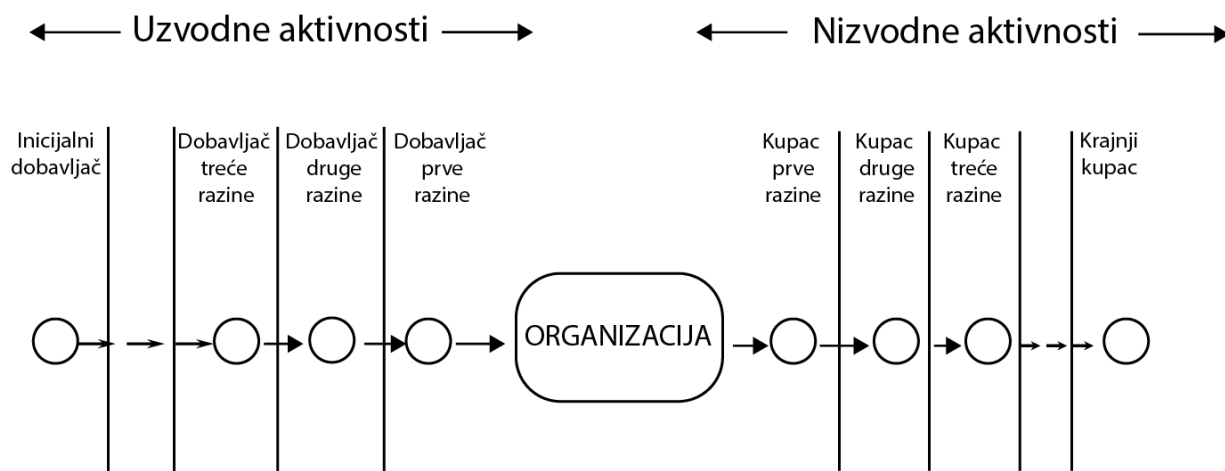 Uzvodne aktivnosti
Nizvodne aktivnosti
Inicijalni
dobavljač
Dobavljač
treće
razine
Dobavljač
druge
razine
Dobavljač
prve
razine
Kupac
prve
razine
Kupac
druge
razine
Kupac
treće
razine
Krajnji
kupac
ORGANIZACIJA